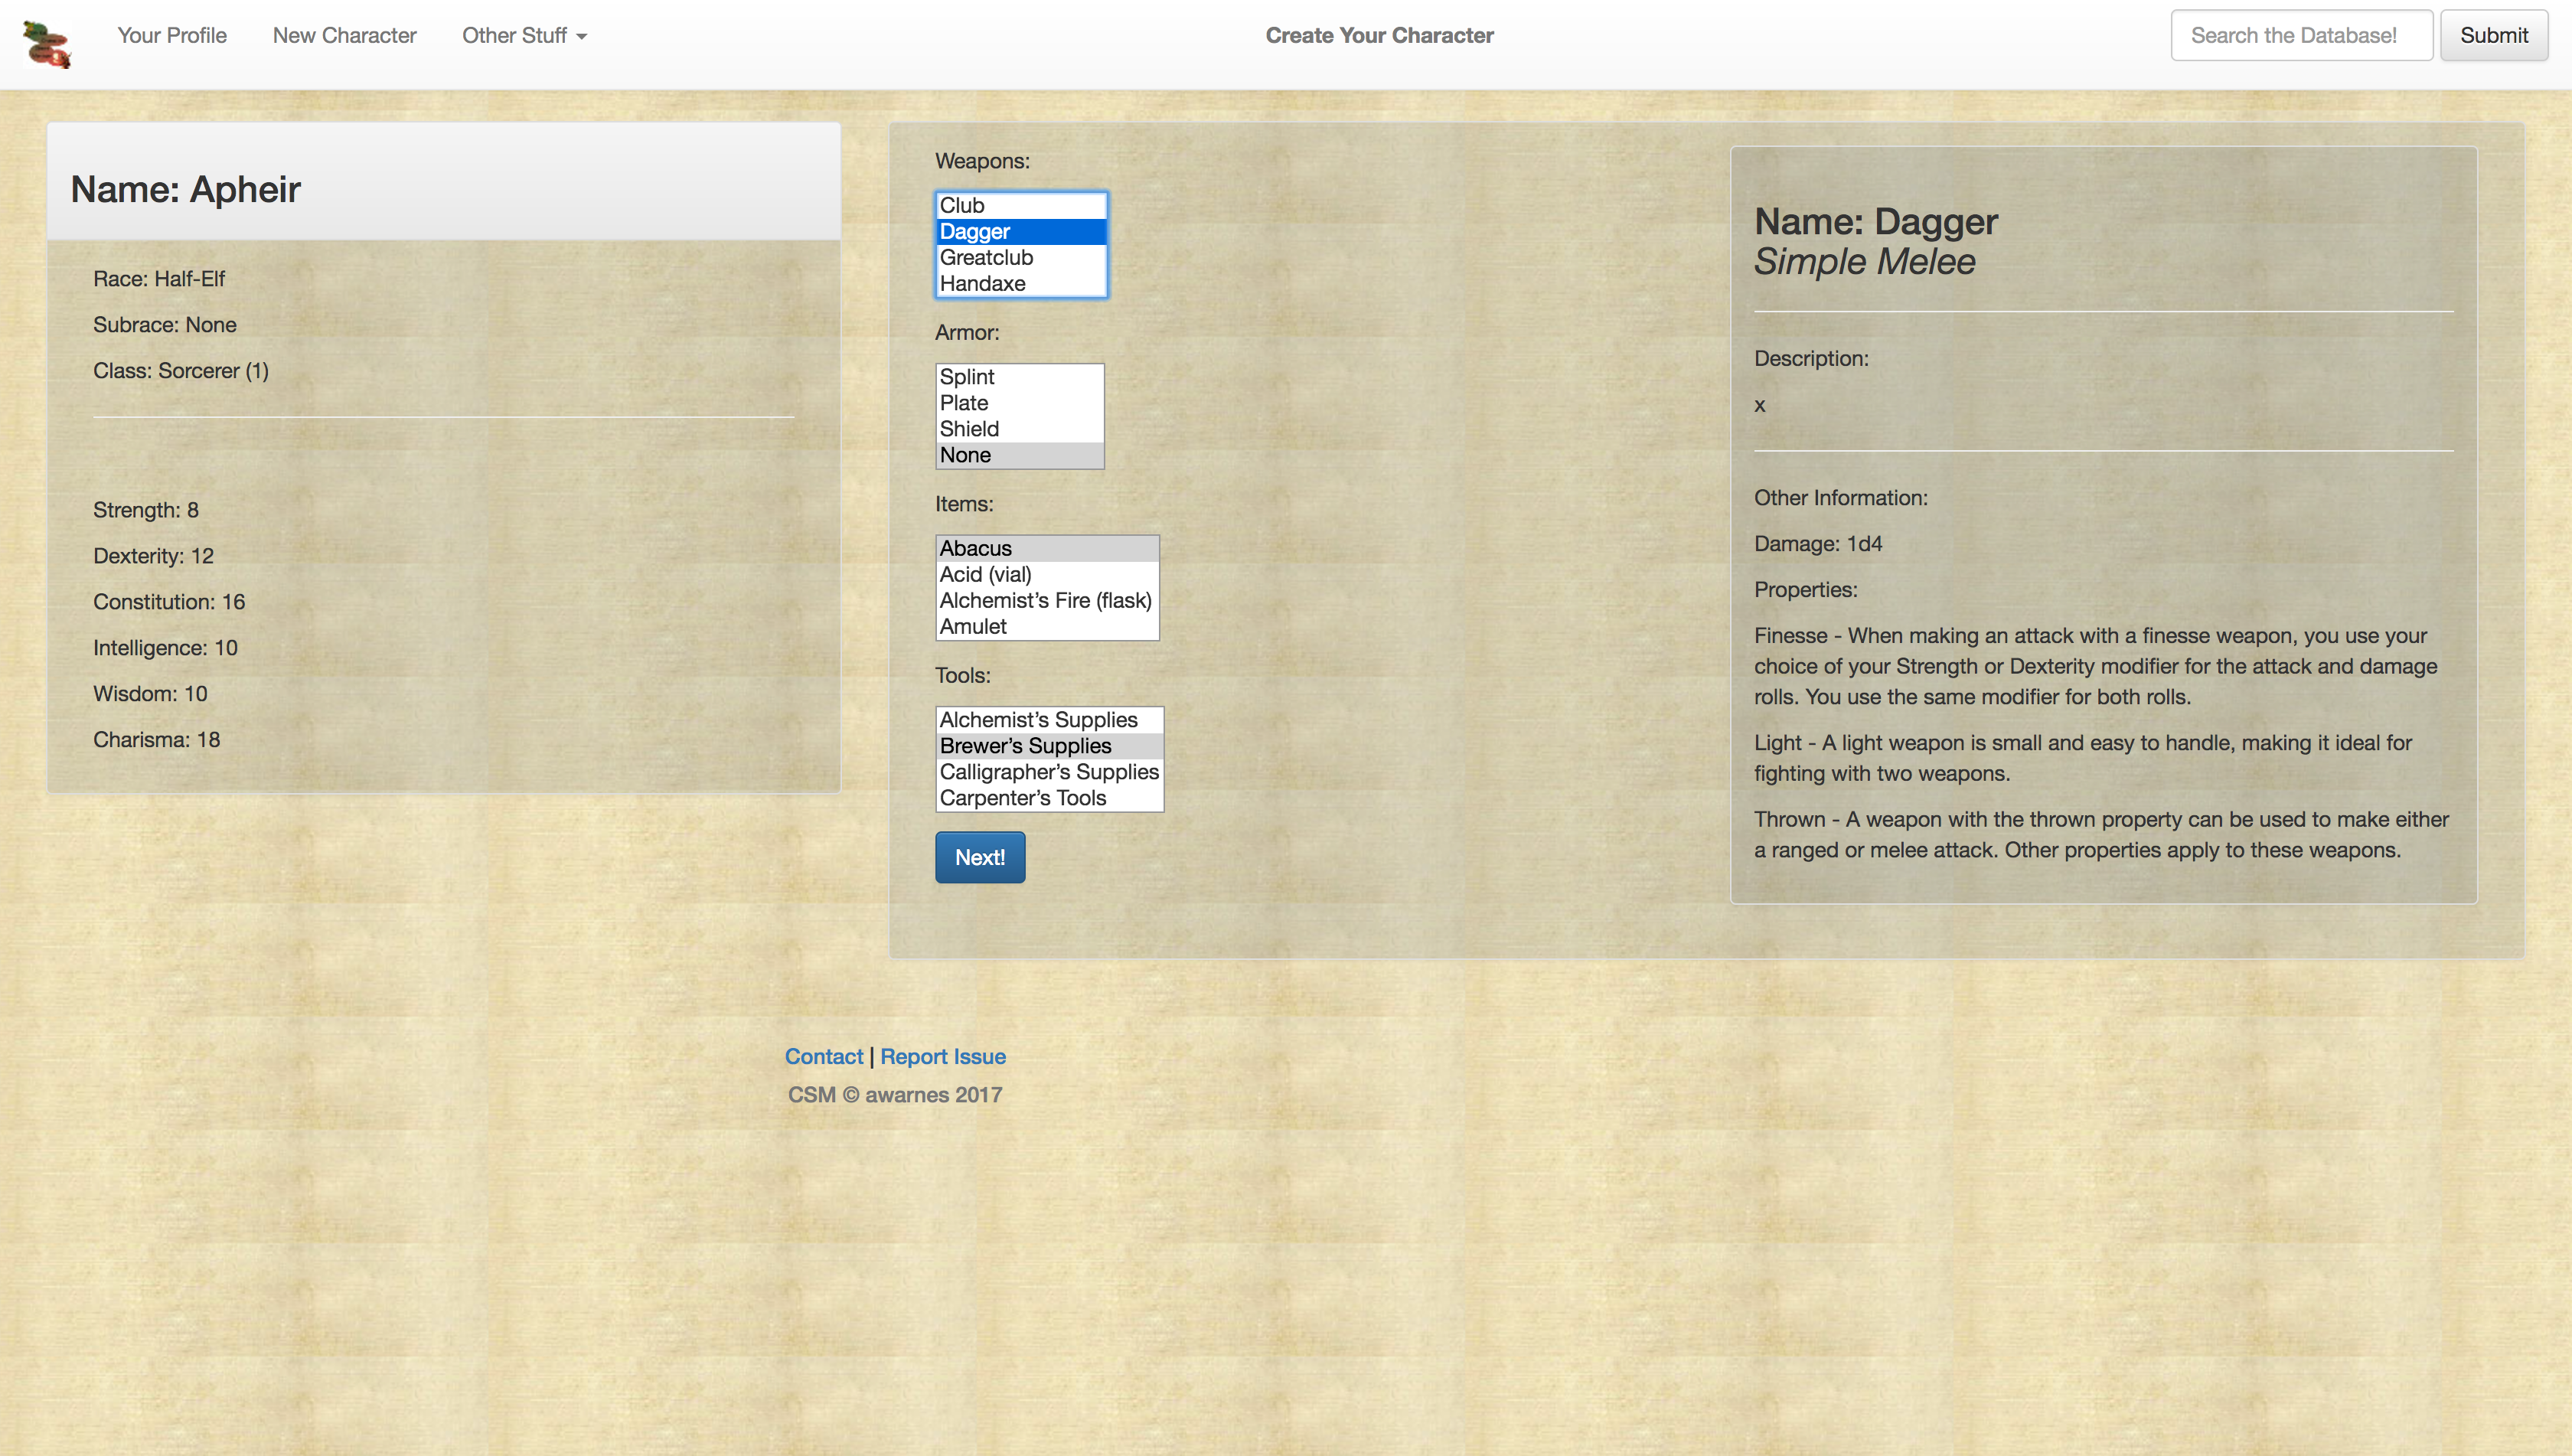 Your Profile
New Character
Other Stuff
Create Your Character
Search the Database!
Submit
Name: Apheir
Race: Half-Elf
Subrace: None
Class: Sorcerer (1)
Strength: 8
Dexterity: 12
Constitution: 16
Intelligence: 10
Wisdom: 10
Charisma: 18
Weapons:
Club
Dagger
Greatclub
Handaxe
Armor:
Splint
Plate
Shield
None
Items:
Abacus
Acid (vial)
Alchemist’s Fire (flask)
Amulet
Tools:
Alchemist’s Supplies
Brewer’s Supplies
Calligrapher’s Supplies
Carpenter’s Tools
Next!
Name: Dagger
Simple Melee
Description:
x
Other Information:
Damage: 1d4
Properties:
Finesse - When making an attack with a finesse weapon, you use your
choice of your Strength or Dexterity modifier for the attack and damage
rolls. You use the same modifier for both rolls.
Light - A light weapon is small and easy to handle, making it ideal for
fighting with two weapons.
Thrown - A weapon with the thrown property can be used to make either
a ranged or melee attack. Other properties apply to these weapons.
Contact | Report Issue
CSM © awarnes 2017